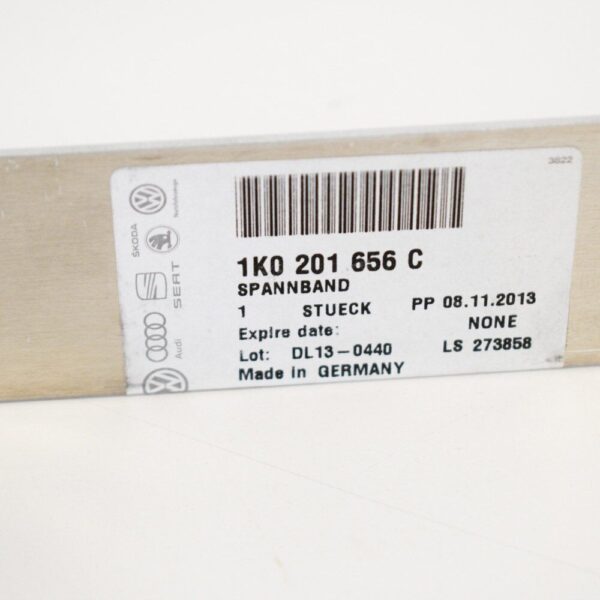 3822
1K0 201 656 C
SPANNBAND
1 STUECK PP 08.11.2013
Expire date: NONE
Lot: DL13-0440 LS 273858
Made in GERMANY
Nutzfahrzeuge
ŠKODA
SEAT
Audi